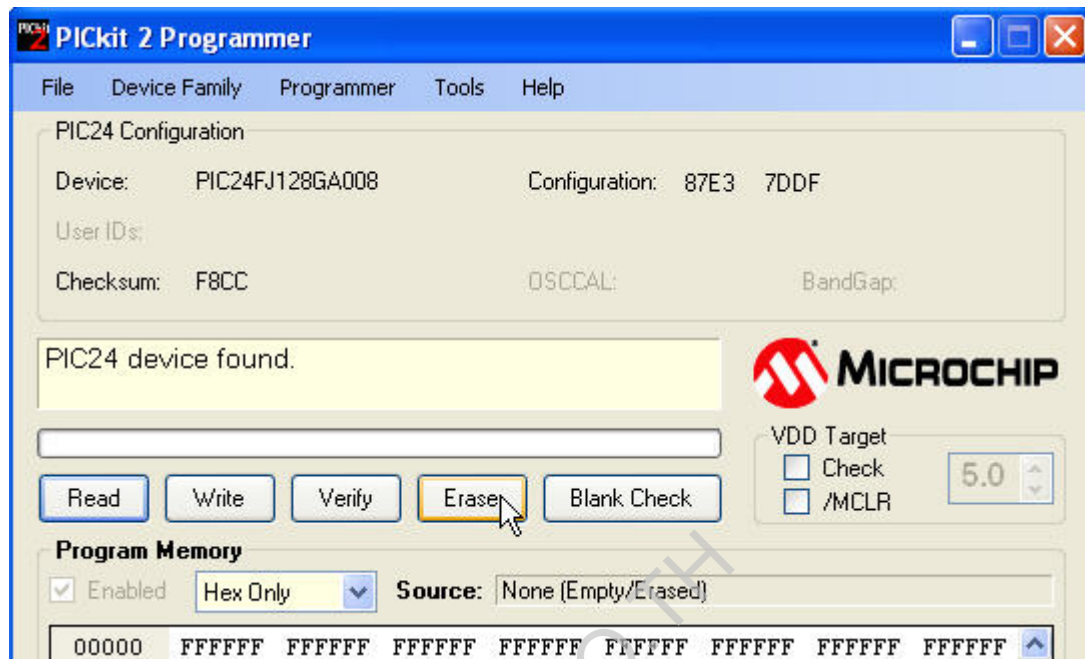 PICkit 2 Programmer
File Device Family Programmer Tools Help
PIC24 Configuration
Device: PIC24FJ128GA008 Configuration: 87E3 7DDF
User IDs:
Checksum: F8CC OSCCAL: BandGap:
PIC24 device found.
MICROCHIP
VDD Target
Check
5.0
/MCLR
Read Write Verify Erase Blank Check
Program Memory
Enabled Hex Only Source: None (Empty/Erased)
00000 FFFFFF FFFFFF FFFFFF FFFFFF FFFFFF FFFFFF FFFFFF FFFFFF